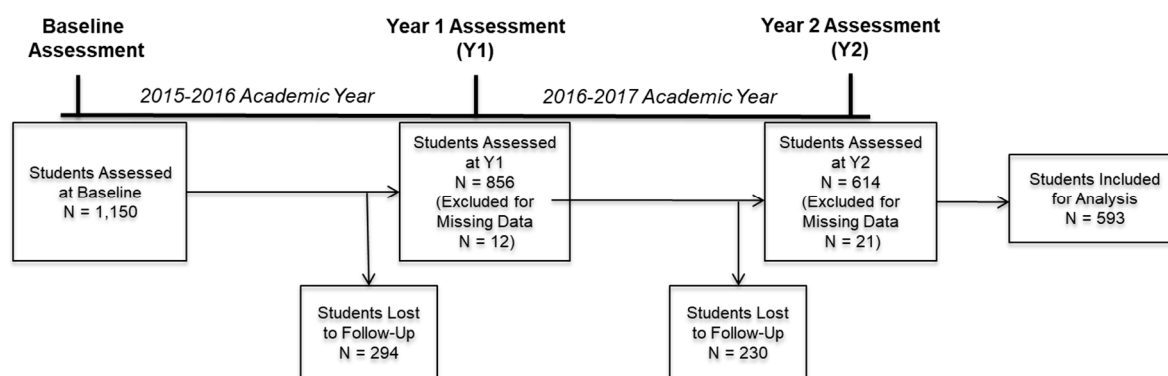 Baseline
Assessment
Year 1 Assessment
(Y1)
Year 2 Assessment
(Y2)
2015-2016 Academic Year
2016-2017 Academic Year
Students Assessed
at Baseline
N = 1,150
Students Assessed
at Y1
N = 856
(Excluded for
Missing Data
N = 12)
Students Assessed
at Y2
N = 614
(Excluded for
Missing Data
N = 21)
Students Included
for Analysis
N = 593
Students Lost
to Follow-Up
N = 294
Students Lost
to Follow-Up
N = 230